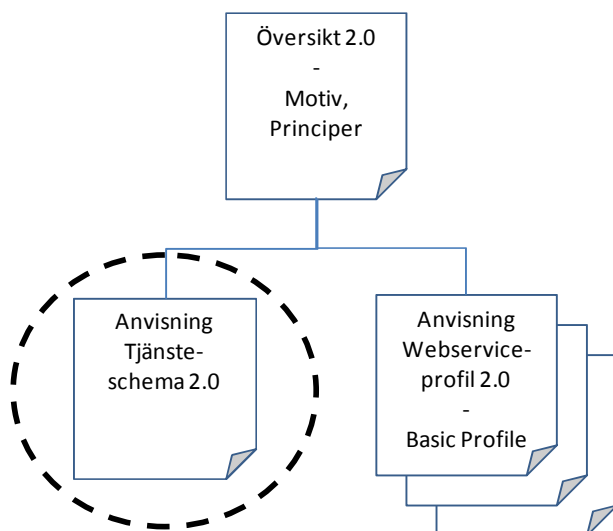 Översikt 2.0
-
Motiv,
Principer
Anvisning
Tjänste-
schema 2.0
Anvisning
Webservice-
profil 2.0
-
Basic Profile